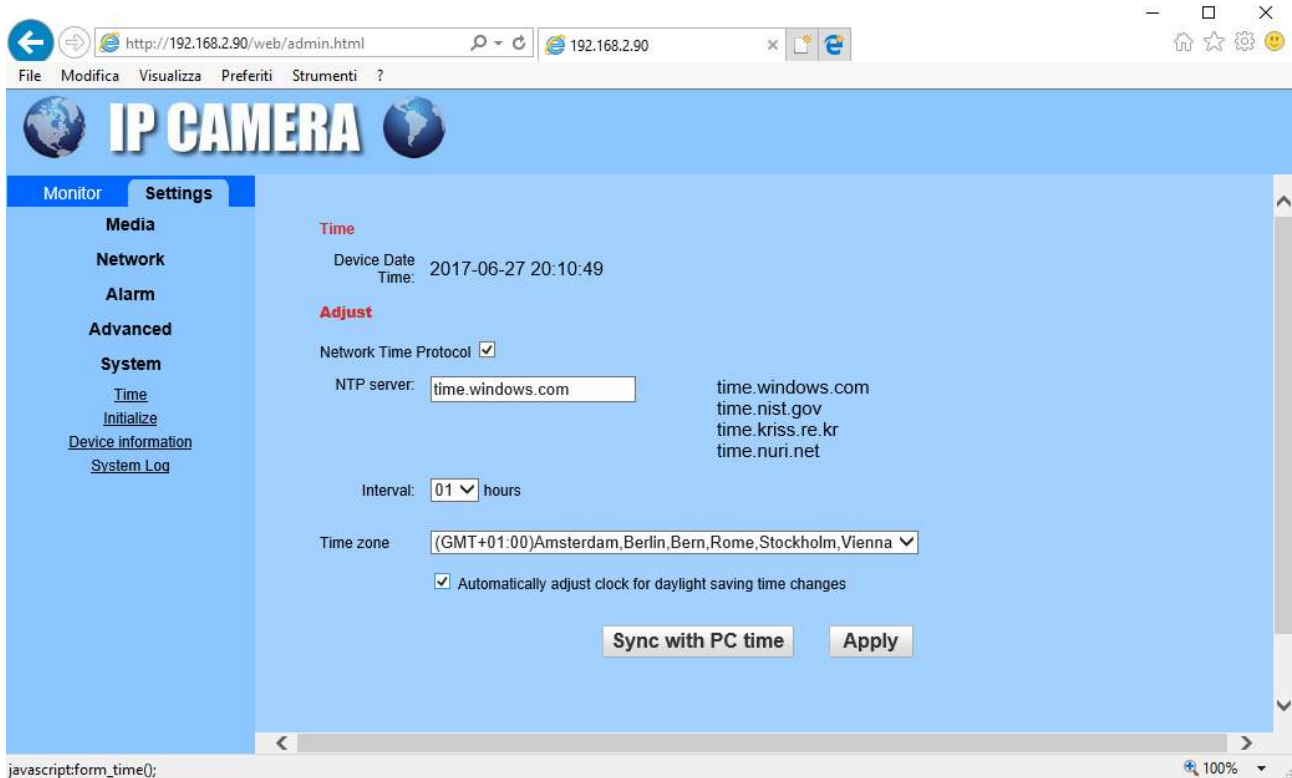 http://192.168.2.90/web/admin.html
192.168.2.90
File Modifica Visualizza Preferiti Strumenti ?
IP CAMERA
Monitor Settings
Media
Network
Alarm
Advanced
System
Time
Initialize
Device information
System Log
Time
Device Date Time: 2017-06-27 20:10:49
Adjust
Network Time Protocol
NTP server: time.windows.com
time.windows.com
time.nist.gov
time.kriss.re.kr
time.nuri.net
Interval: 01 hours
Time zone (GMT+01:00)Amsterdam,Berlin,Bern,Rome,Stockholm,Vienna
Automatically adjust clock for daylight saving time changes
Sync with PC time Apply
javascript:form_time();
100%